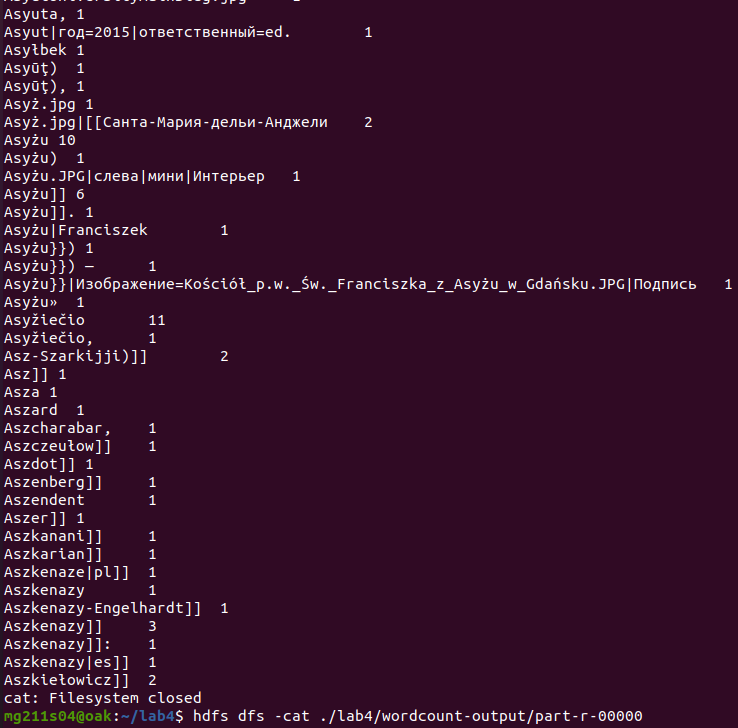 Asyuta, 1
Asyut|год=2015|ответственный=ed. 1
Asyłbek 1
Asyūţ) 1
Asyūţ), 1
Asyż.jpg 1
Asyż.jpg|[[Санта-Мария-дельи-Анджели 2
Asyżu 10
Asyżu) 1
Asyżu.JPG|слева|мини|Интерьер 1
Asyżu]] 6
Asyżu]]. 1
Asyżu|Franciszek 1
Asyżu}}) 1
Asyżu}}) — 1
Asyżu}}|Изображение=Kościół_p.w._Św._Franciszka_z_Asyżu_w_Gdańsku.JPG|Подпись 1
Asyżu» 1
Asyžiečio 11
Asyžiečio, 1
Asz-Szarkijji)]] 2
Asz]] 1
Asza 1
Aszard 1
Aszcharabar, 1
Aszczeułow]] 1
Aszdot]] 1
Aszenberg]] 1
Aszendent 1
Aszer]] 1
Aszkanani]] 1
Aszkarian]] 1
Aszkenaze|pl]] 1
Aszkenazy 1
Aszkenazy-Engelhardt]] 1
Aszkenazy]] 3
Aszkenazy]]: 1
Aszkenazy|es]] 1
Aszkiełowicz]] 2
cat: Filesystem closed
mg211s04@oak:~/lab4$ hdfs dfs -cat ./lab4/wordcount-output/part-r-00000